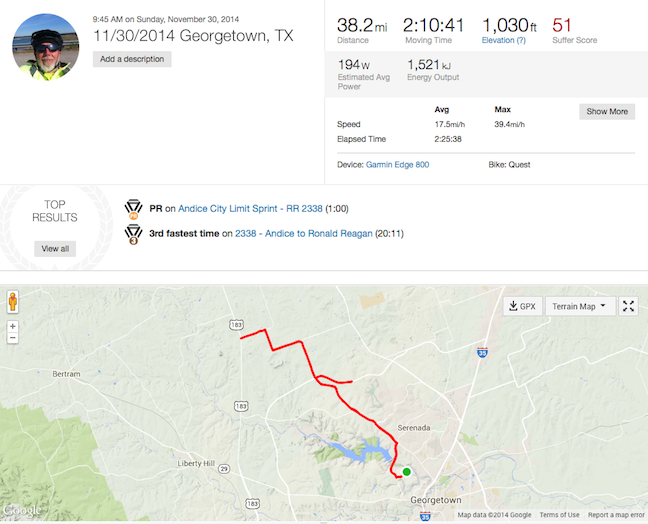 9:45 AM on Sunday, November 30, 2014
11/30/2014 Georgetown, TX
Add a description
38.2mi 2:10:41 1,030ft 51
Distance Moving Time Elevation (?) Suffer Score
194W 1,521kJ
Estimated Avg Power Energy Output
Avg Max
Show More
Speed 17.5mi/h 39.4mi/h
Elapsed Time 2:25:38
Device: Garmin Edge 800 Bike: Quest
TOP
RESULTS
View all
PR on Andice City Limit Sprint - RR 2338 (1:00)
3rd fastest time on 2338 - Andice to Ronald Reagan (20:11)
3
GPX
Terrain Map
+
−
183
35
Bertram
183
Serenada
Liberty Hill
29
183
Georgetown
35
Google
Map data ©2014 Google Terms of Use Report a map error